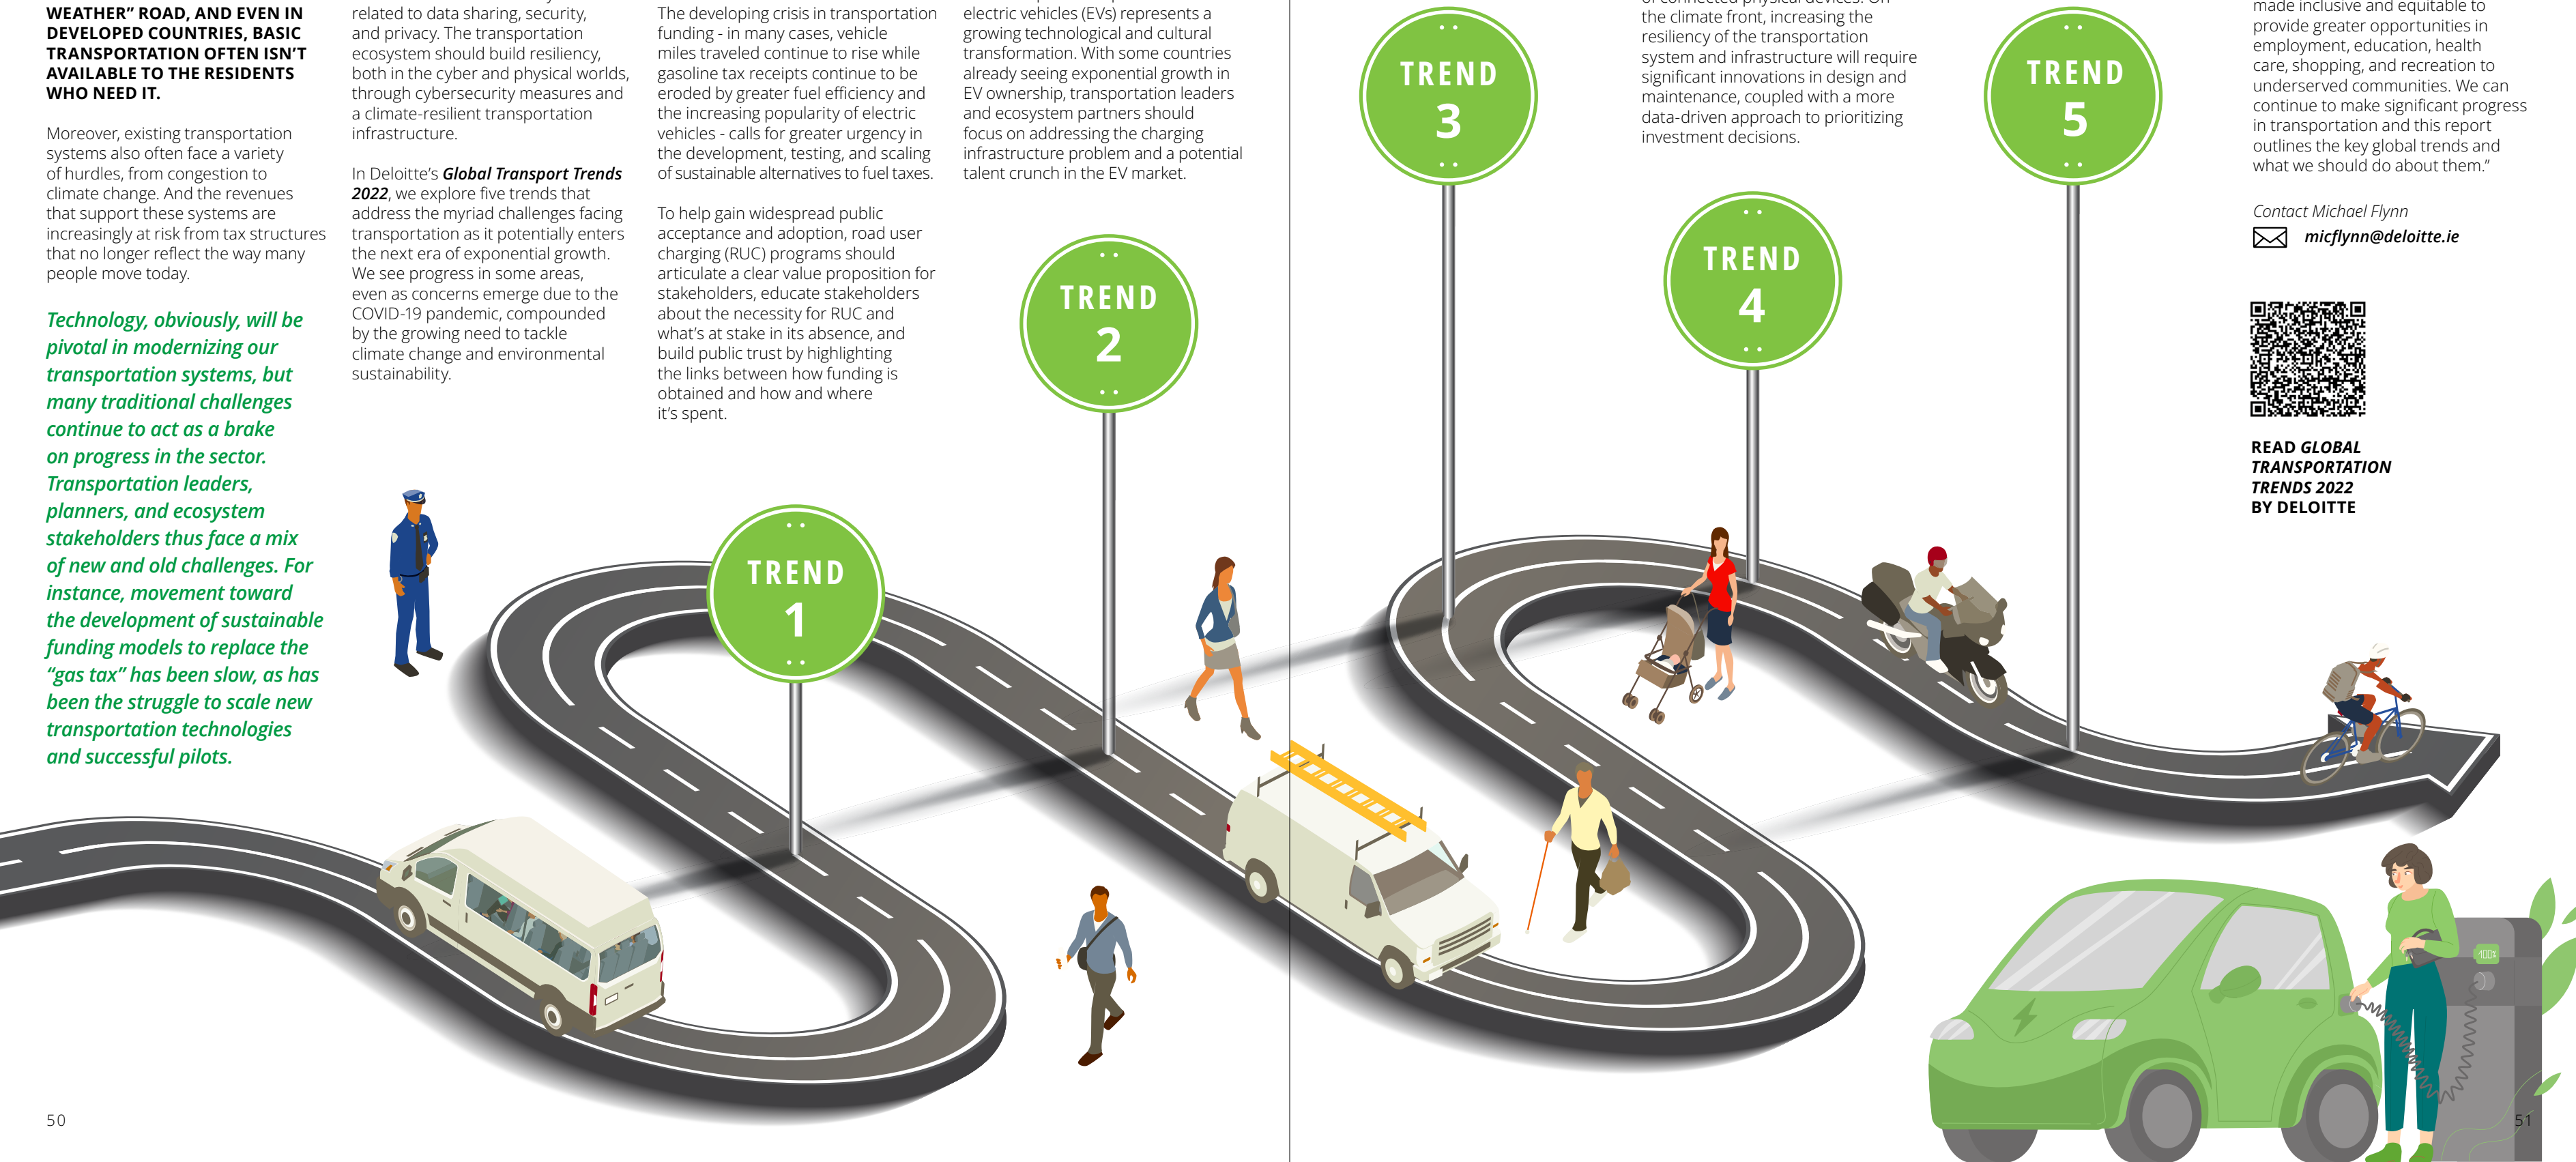 WEATHER” ROAD, AND EVEN IN
DEVELOPED COUNTRIES, BASIC
TRANSPORTATION OFTEN ISN’T
AVAILABLE TO THE RESIDENTS
WHO NEED IT.
Moreover, existing transportation
systems also often face a variety
of hurdles, from congestion to
climate change. And the revenues
that support these systems are
increasingly at risk from tax structures
that no longer reflect the way many
people move today.
Technology, obviously, will be
pivotal in modernizing our
transportation systems, but
many traditional challenges
continue to act as a brake
on progress in the sector.
Transportation leaders,
planners, and ecosystem
stakeholders thus face a mix
of new and old challenges. For
instance, movement toward
the development of sustainable
funding models to replace the
“gas tax” has been slow, as has
been the struggle to scale new
transportation technologies
and successful pilots.
related to data sharing, security,
and privacy. The transportation
ecosystem should build resiliency,
both in the cyber and physical worlds,
through cybersecurity measures and
a climate-resilient transportation
infrastructure.
In Deloitte’s Global Transport Trends
2022, we explore five trends that
address the myriad challenges facing
transportation as it potentially enters
the next era of exponential growth.
We see progress in some areas,
even as concerns emerge due to the
COVID-19 pandemic, compounded
by the growing need to tackle
climate change and environmental
sustainability.
The developing crisis in transportation
funding - in many cases, vehicle
miles traveled continue to rise while
gasoline tax receipts continue to be
eroded by greater fuel efficiency and
the increasing popularity of electric
vehicles - calls for greater urgency in
the development, testing, and scaling
of sustainable alternatives to fuel taxes.
To help gain widespread public
acceptance and adoption, road user
charging (RUC) programs should
articulate a clear value proposition for
stakeholders, educate stakeholders
about the necessity for RUC and
what’s at stake in its absence, and
build public trust by highlighting
the links between how funding is
obtained and how and where
it’s spent.
electric vehicles (EVs) represents a
growing technological and cultural
transformation. With some countries
already seeing exponential growth in
EV ownership, transportation leaders
and ecosystem partners should
focus on addressing the charging
infrastructure problem and a potential
talent crunch in the EV market.
TREND
1
TREND
2
TREND
3
of connected physical devices. On
the climate front, increasing the
resiliency of the transportation
system and infrastructure will require
significant innovations in design and
maintenance, coupled with a more
data-driven approach to prioritizing
investment decisions.
TREND
4
TREND
5
made inclusive and equitable to
provide greater opportunities in
employment, education, health
care, shopping, and recreation to
underserved communities. We can
continue to make significant progress
in transportation and this report
outlines the key global trends and
what we should do about them.”
Contact Michael Flynn
micflynn@deloitte.ie
READ GLOBAL
TRANSPORTATION
TRENDS 2022
BY DELOITTE
100%
50
51